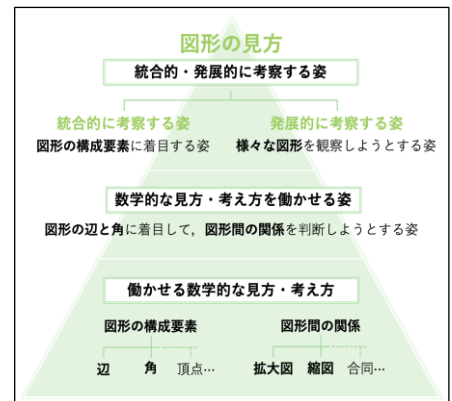 図形の見方
統合的・発展的に考察する姿
統合的に考察する姿 発展的に考察する姿
図形の構成要素に着目する姿 様々な図形を観察しようとする姿
数学的な見方・考え方を働かせる姿
図形の辺と角に着目して，図形間の関係を判断しようとする姿
働かせる数学的な見方・考え方
図形の構成要素 図形間の関係
辺 角 頂点… 拡大図 縮図 合同…